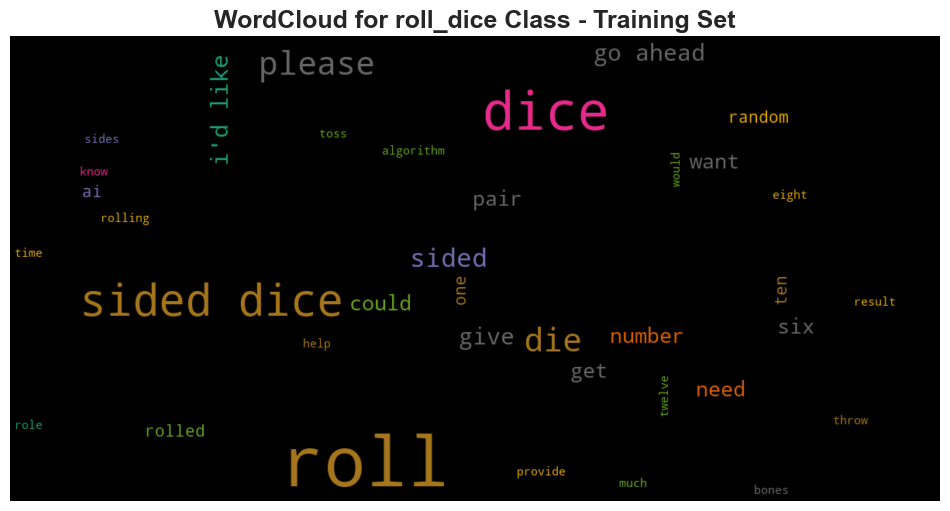 WordCloud for roll_dice Class - Training Set
go ahead
please
i'd like
dice
random
toss
sides
algorithm
want
would
know
ai
pair
eight
rolling
time
sided
sided dice
could
one
ten
result
six
give
die
number
help
get
need
twelve
role
rolled
throw
roll
provide
much
bones